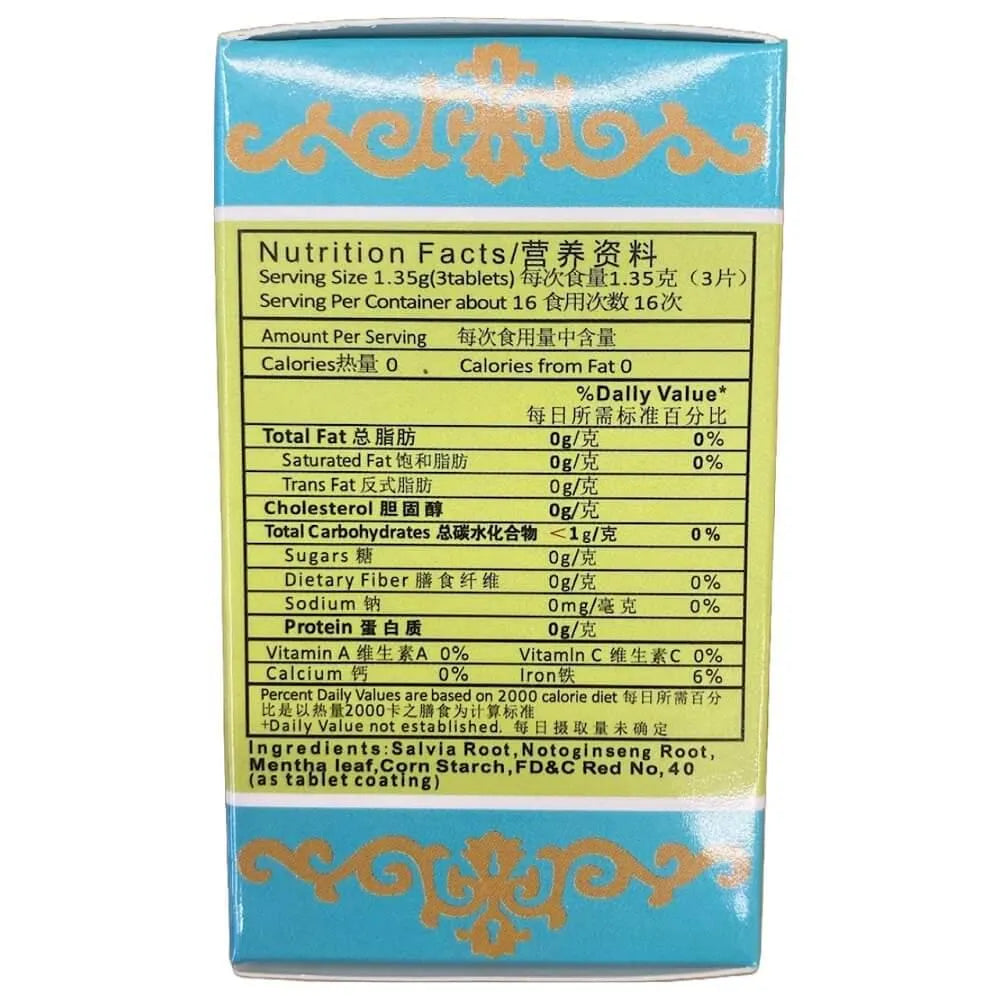 Nutrition Facts/营养资料
Serving Size 1.35g(3tablets) 每次食量1.35克（3片）
Serving Per Container about 16 食用次数 16次
Amount Per Serving 每次食用量中含量
Calories热量 0 . Calories from Fat 0
%Dally Value*
每日所需标准百分比
Total Fat 总脂肪 0g/克 0%
Saturated Fat 饱和脂肪 0g/克 0%
Trans Fat 反式脂肪 0g/克
Cholesterol 胆固醇 0g/克
Total Carbohydrates 总碳水化合物 <1g/克 0%
Sugars 糖 0g/克
Dietary Fiber 膳食纤维 0g/克 0%
Sodium 钠 0mg/毫克 0%
Protein 蛋白质 0g/克
Vitamin A 维生素A 0% Vitamln C 维生素C 0%
Calcium 钙 0% Iron铁 6%
Percent Daily Values are based on 2000 calorie diet 每日所需百分
比是以热量2000卡之膳食为计算标准
+Daily Value not established. 每日摄取量未确定
Ingredients:Salvia Root,Notoginseng Root,
Mentha leaf,Corn Starch,FD&C Red No,40
(as tablet coating)